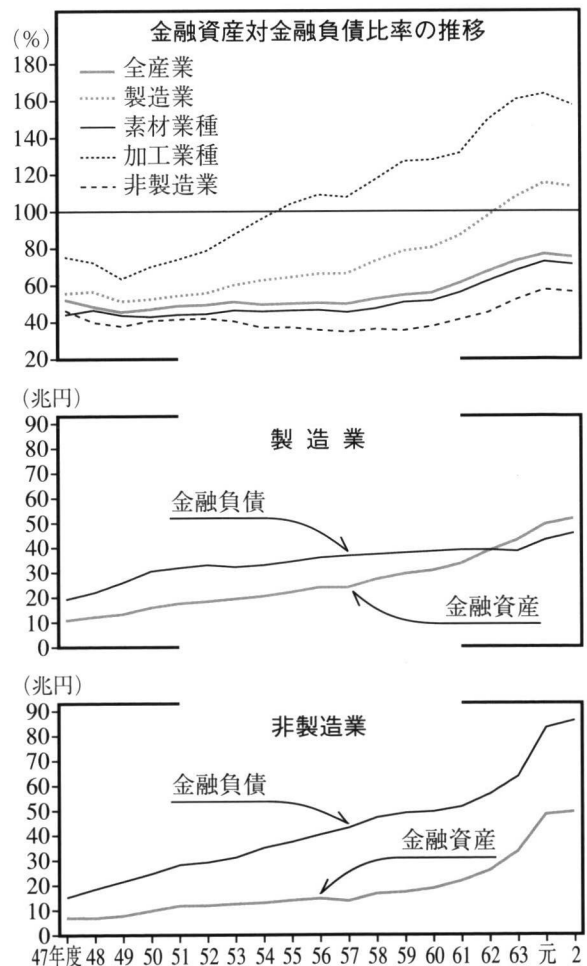 金融資産対金融負債比率の推移
(%)
180
160
140
120
100
80
60
40
20
全産業
製造業
素材業種
加工業種
非製造業
(兆円)
製造業
90
80
70
60
50
40
30
20
10
0
金融負債
金融資産
(兆円)
非製造業
90
80
70
60
50
40
30
20
10
0
金融負債
金融資産
47年度 48 49 50 51 52 53 54 55 56 57 58 59 60 61 62 63 元 2